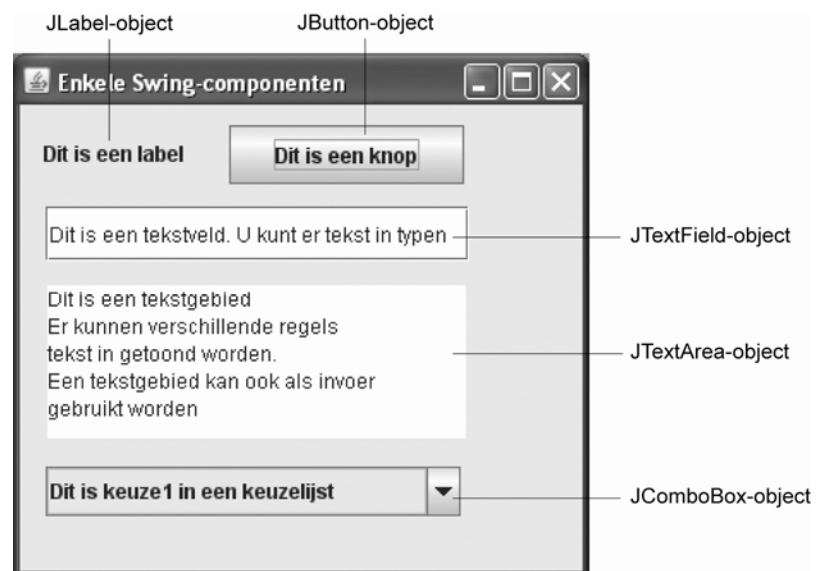 JLabel-object
JButton-object
Enkele Swing-componenten
Dit is een label
Dit is een knop
Dit is een tekstveld. U kunt er tekst in typen
JTextField-object
Dit is een tekstgebied
Er kunnen verschillende regels
tekst in getoond worden.
JTextArea-object
Een tekstgebied kan ook als invoer
gebruikt worden
Dit is keuze1 in een keuzelijst
JComboBox-object